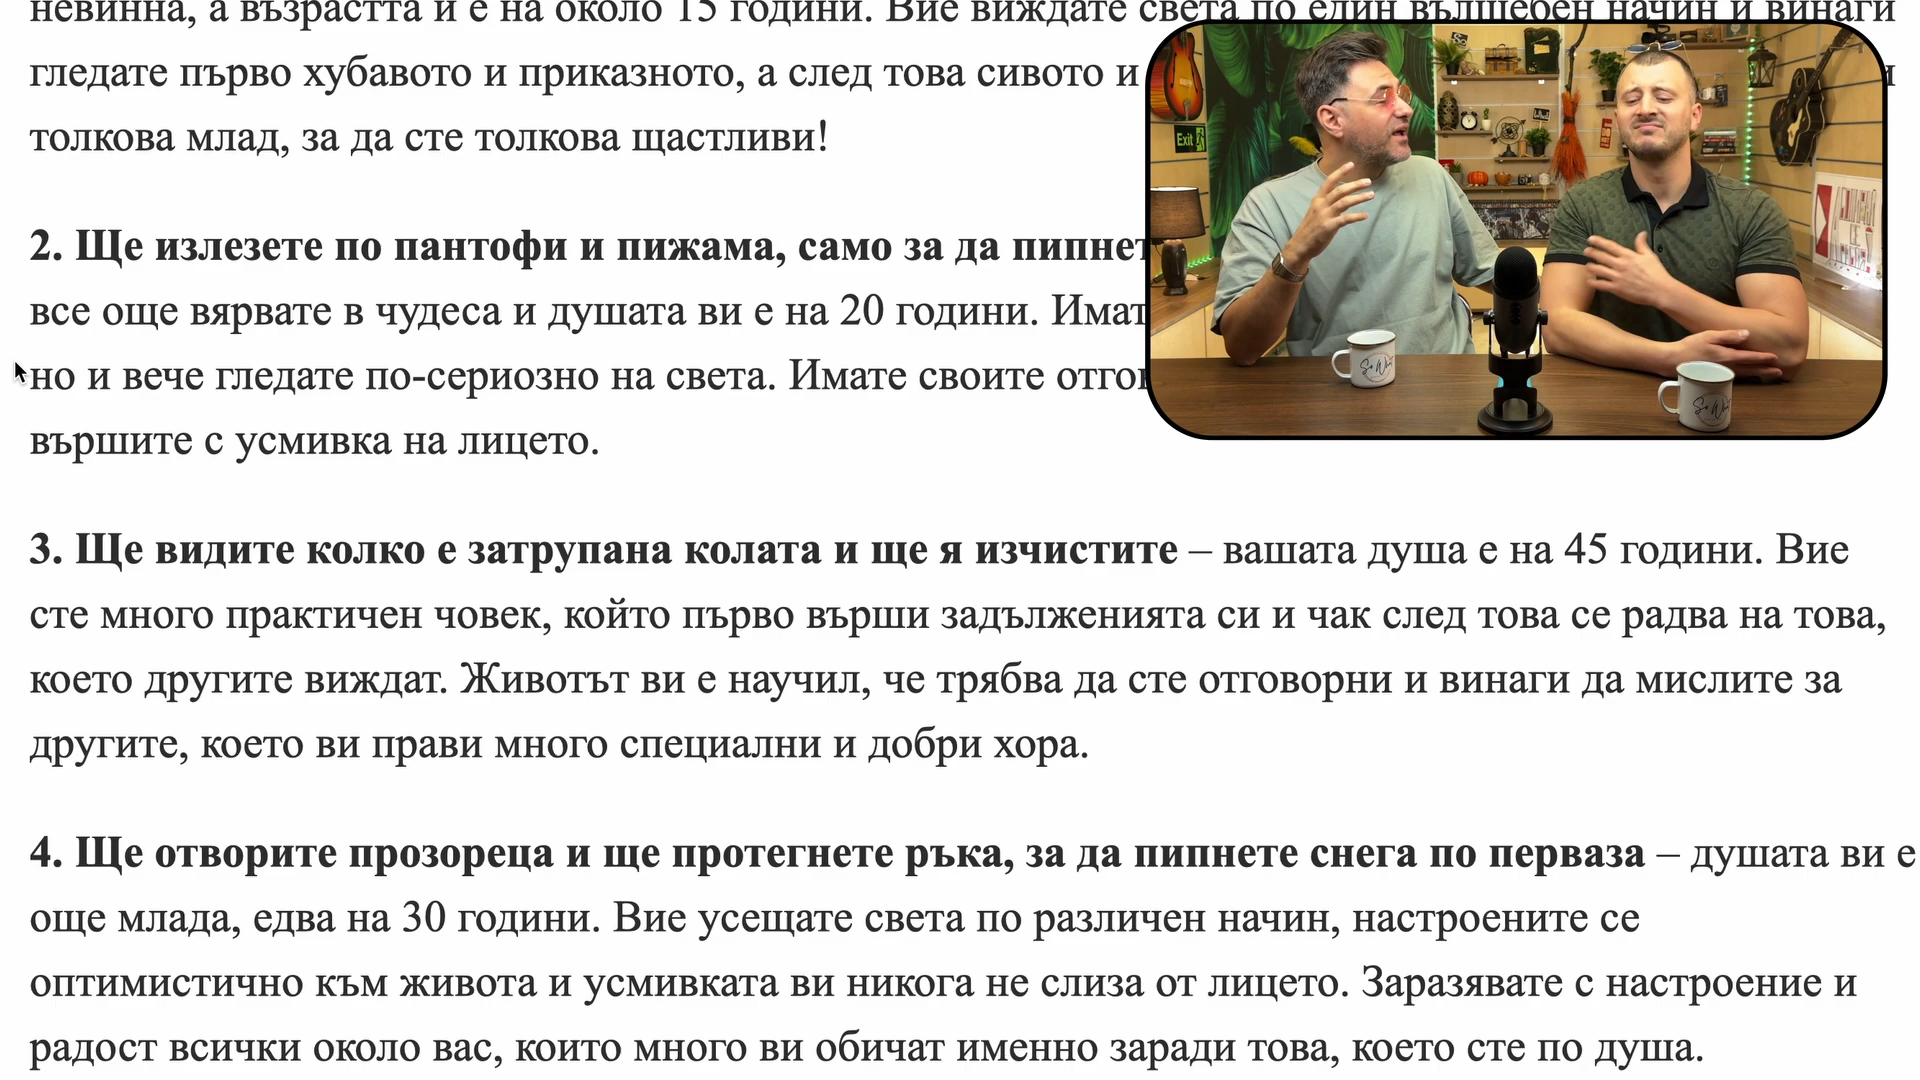 невинна, а възрастта и е на около 15 години. Вие виждате света по един вълшебен начин и винаги
гледате първо хубавото и приказното, а след това сивото и
толкова млад, за да сте толкова щастливи!
2. Ще излезете по пантофи и пижама, само за да пипнет
все още вярвате в чудеса и душата ви е на 20 години. Имат
но и вече гледате по-сериозно на света. Имате своите отгов
вършите с усмивка на лицето.
Exit
So Wh
So Wh
3. Ще видите колко е затрупана колата и ще я изчистите – вашата душа е на 45 години. Вие
сте много практичен човек, който първо върши задълженията си и чак след това се радва на това,
което другите виждат. Животът ви е научил, че трябва да сте отговорни и винаги да мислите за
другите, което ви прави много специални и добри хора.
4. Ще отворите прозореца и ще протегнете ръка, за да пипнете снега по перваза – душата ви е
още млада, едва на 30 години. Вие усещате света по различен начин, настроените се
оптимистично към живота и усмивката ви никога не слиза от лицето. Заразявате с настроение и
радост всички около вас, които много ви обичат именно заради това, което сте по душа.